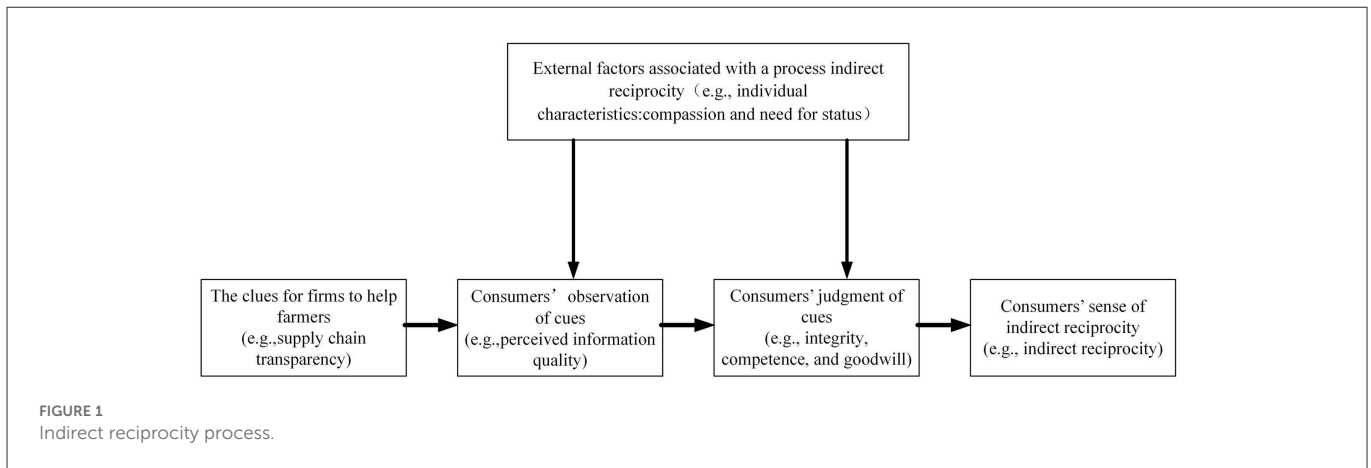 External factors associated with a process indirect
reciprocity（e.g., individual
characteristics:compassion and need for status）
The clues for firms to help
farmers
(e.g.,supply chain
transparency)
Consumers’ observation
of cues
(e.g.,perceived information
quality)
Consumers’ judgment of
cues
(e.g., integrity,
competence, and goodwill)
Consumers’ sense of
indirect reciprocity
(e.g., indirect reciprocity)
FIGURE 1
Indirect reciprocity process.